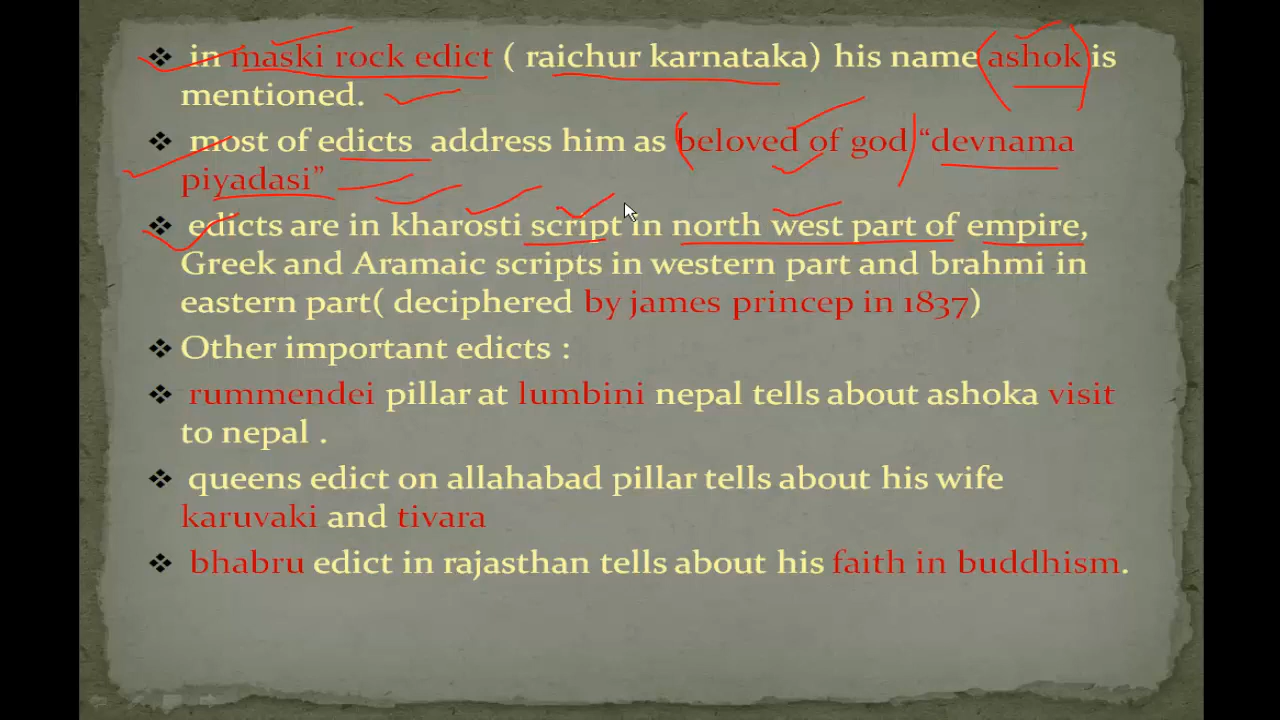 in maski rock edict ( raichur karnataka) his name ashok is
mentioned.
most of edicts address him as beloved of god “devnama
piyadasi”
edicts are in kharosti script in north west part of empire,
Greek and Aramaic scripts in western part and brahmi in
eastern part( deciphered by james princep in 1837)
Other important edicts :
rummendei pillar at lumbini nepal tells about ashoka visit
to nepal .
queens edict on allahabad pillar tells about his wife
karuvaki and tivara
bhabru edict in rajasthan tells about his faith in buddhism.